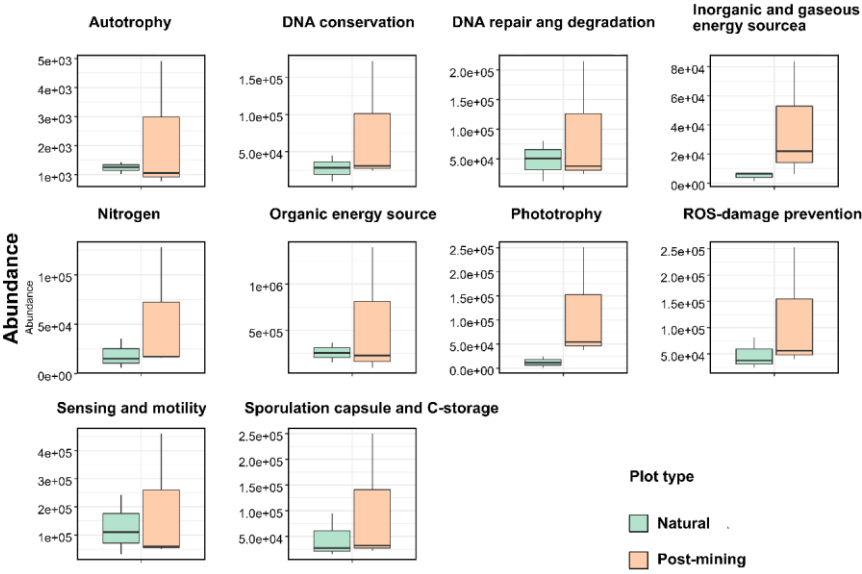 Autotrophy
DNA conservation
DNA repair ang degradation
Inorganic and gaseous
energy sourcea
5e+03
4e+03
3e+03
2e+03
1e+03
1.5e+05
1.0e+05
5.0e+04
2.0e+05
1.5e+05
1.0e+05
5.0e+04
8e+04
6e+04
4e+04
2e+04
0e+00
Nitrogen
Organic energy source
Phototrophy
ROS-damage prevention
Abundance
Abundance
1e+05
5e+04
0e+00
1e+06
5e+05
2.5e+05
2.0e+05
1.5e+05
1.0e+05
5.0e+04
0.0e+00
2.5e+05
2.0e+05
1.5e+05
1.0e+05
5.0e+04
Sensing and motility
Sporulation capsule and C-storage
4e+05
3e+05
2e+05
1e+05
2.5e+05
2.0e+05
1.5e+05
1.0e+05
5.0e+04
Plot type
Natural
Post-mining